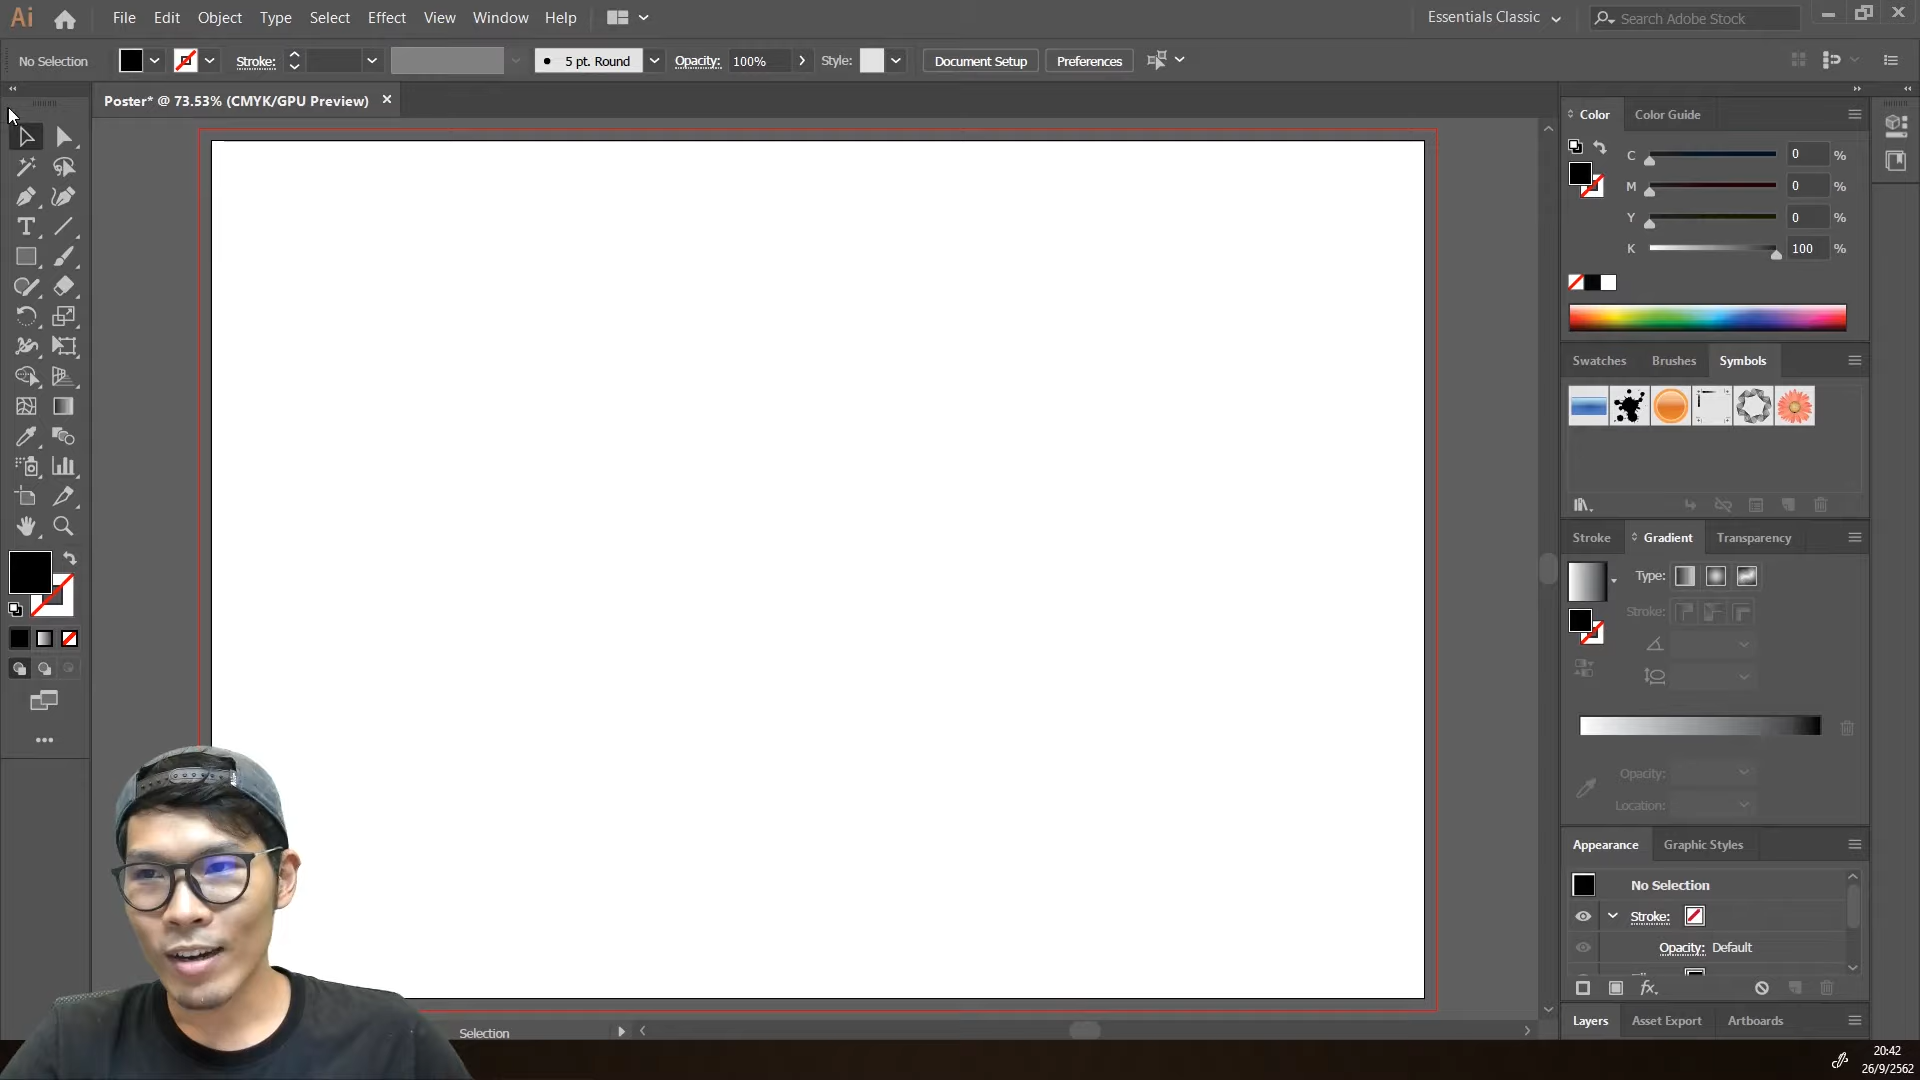 Ai File Edit Object Type Select Effect View Window Help Essentials Classic Search Adobe Stock
No Selection Stroke: 5 pt. Round Opacity: 100% Style: Document Setup Preferences
Poster* @ 73.53% (CMYK/GPU Preview)
Color Color Guide
C 0 %
M 0 %
Y 0 %
K 100 %
Swatches Brushes Symbols
Stroke Gradient Transparency
Type:
Stroke:
Opacity:
Location:
Appearance Graphic Styles
No Selection
Stroke:
Opacity: Default
fx.
Layers Asset Export Artboards
Selection
20:42
26/9/2562